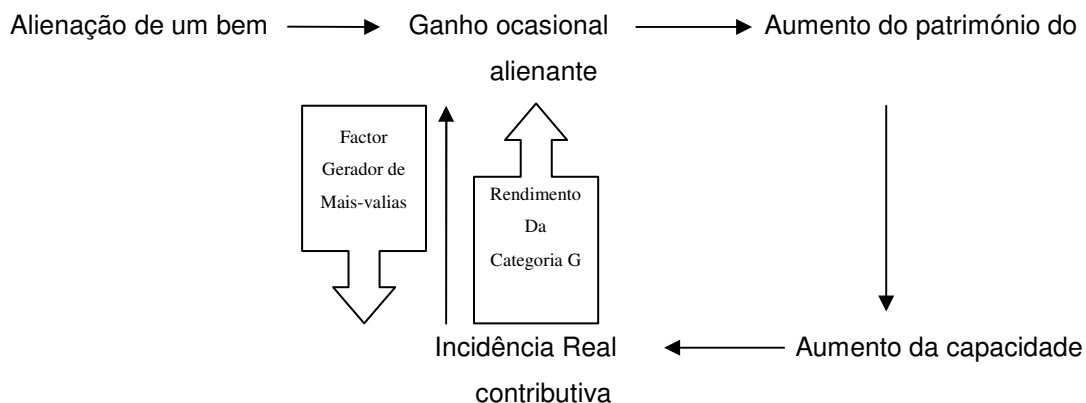 Alienação de um bem Ganho ocasional Aumento do património do
alienante
Factor
Gerador de
Mais-valias
Rendimento
Da
Categoria G
Incidência Real Aumento da capacidade
contributiva